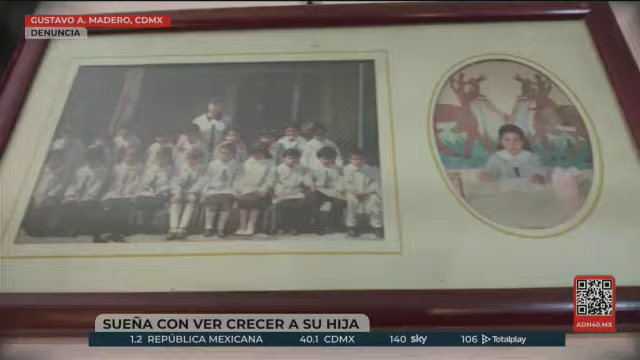 GUSTAVO A. MADERO, CDMX
DENUNCIA
ADN40.MX
SUEÑA CON VER CRECER A SU HIJA
1.2 REPÚBLICA MEXICANA 40.1 CDMX 140 sky 106 Totalplay